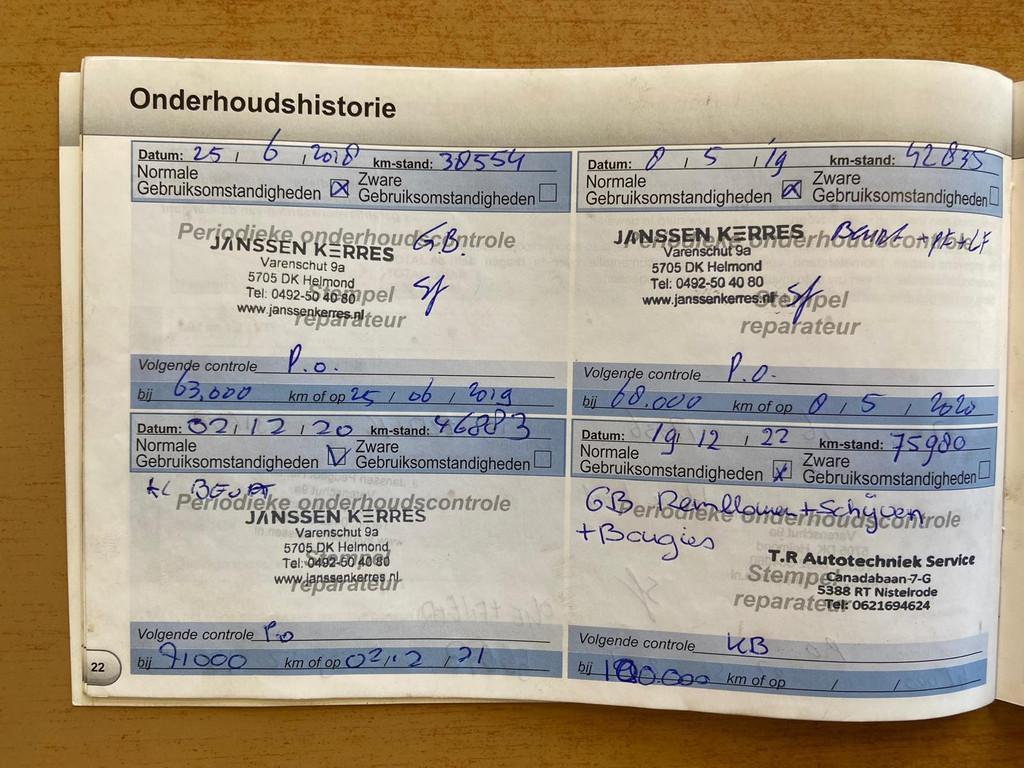 Onderhoudshistorie
Datum: 25 / 6 / 2018 km-stand: 38554
Normale Gebruiksomstandigheden ☒ Zware Gebruiksomstandigheden ☐
Periodieke onderhoudscontrole GB.
JANSSEN KERRES
Varenschut 9a
5705 DK Helmond
Tel: 0492-50 40 80
www.janssenkerres.nl
Stempel
reparateur
Volgende controle P.O.
bij 63,000 km of op 25 / 06 / 2019
Datum: 8 / 5 / 19 km-stand: 42835
Normale Gebruiksomstandigheden ☒ Zware Gebruiksomstandigheden ☐
Periodieke onderhoudscontrole
JANSSEN KERRES Beurt
Varenschut 9a
5705 DK Helmond
Tel: 0492-50 40 80
www.janssenkerres.nl
Stempel
reparateur
Volgende controle P.O.
bij 68.000 km of op 8 / 5 / 2020
Datum: 02 / 12 / 20 km-stand: 46883
Normale Gebruiksomstandigheden ☑ Zware Gebruiksomstandigheden ☐
KL BEURT
Periodieke onderhoudscontrole
JANSSEN KERRES
Varenschut 9a
5705 DK Helmond
Tel: 0492-50 40 80
www.janssenkerres.nl
Stempel
reparateur
Volgende controle P.O
bij 71000 km of op 02/12/21
Datum: 19 / 12 / 22 km-stand: 75980
Normale Gebruiksomstandigheden ☒ Zware Gebruiksomstandigheden ☐
GB Remblokken + Schijven
Periodieke onderhoudscontrole
+ Bougies
T.R Autotechniek Service
Canadabaan-7-G
5388 RT Nistelrode
Tel: 0621694624
Stempel
reparateur
Volgende controle KB
bij 100.000 km of op / /
22